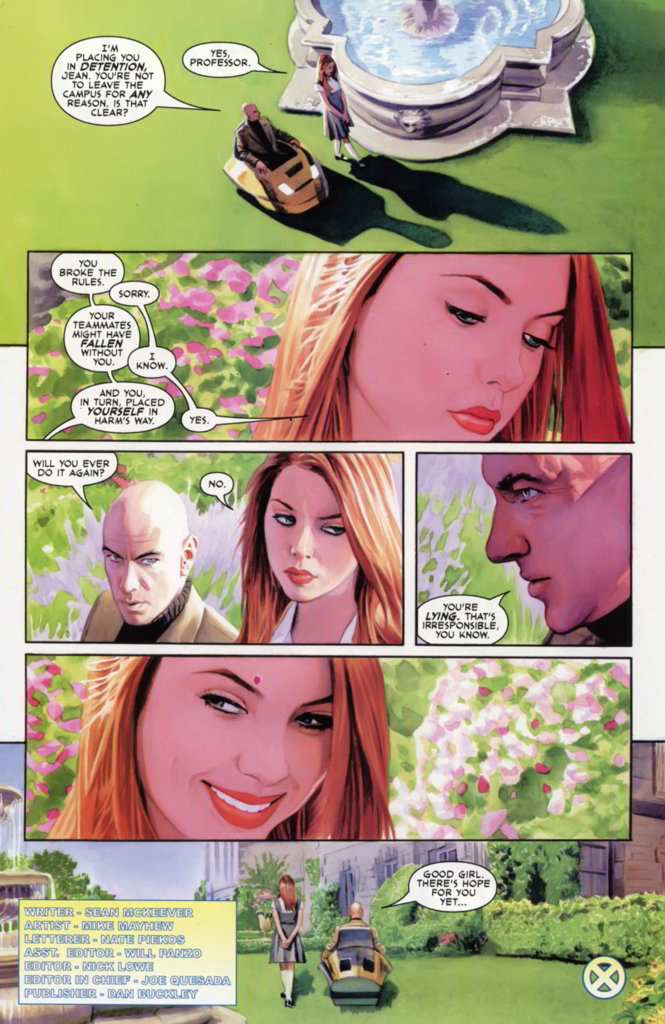 I'M
PLACING YOU
IN DETENTION,
JEAN. YOU'RE NOT
TO LEAVE THE
CAMPUS FOR ANY
REASON. IS THAT
CLEAR?
YES,
PROFESSOR.
YOU
BROKE THE
RULES.
SORRY.
YOUR
TEAMMATES
MIGHT HAVE
FALLEN
WITHOUT
YOU.
I
KNOW.
AND YOU,
IN TURN, PLACED
YOURSELF IN
HARM'S WAY.
YES.
WILL YOU EVER
DO IT AGAIN?
NO.
YOU'RE
LYING. THAT'S
IRRESPONSIBLE,
YOU KNOW.
GOOD GIRL.
THERE'S HOPE
FOR YOU
YET...
WRITER - SEAN MCKEEVER
ARTIST - MIKE MAYHEW
LETTERER - NATE PIEKOS
ASST. EDITOR - WILL PANZO
EDITOR - NICK LOWE
EDITOR IN CHIEF - JOE QUESADA
PUBLISHER - DAN BUCKLEY
X